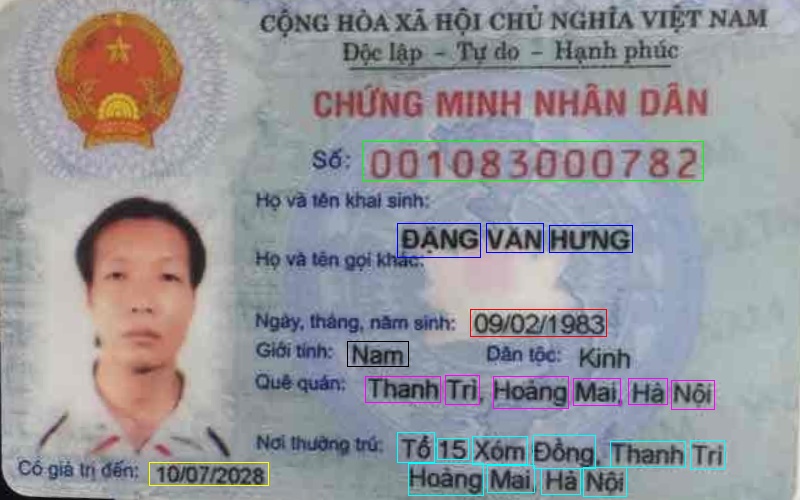 CỘNG HÒA XÃ HỘI CHỦ NGHĨA VIỆT NAM
Độc lập - Tự do - Hạnh phúc
CHỨNG MINH NHÂN DÂN
Số: 001083000782
Họ và tên khai sinh:
ĐẶNG VĂN HƯNG
Họ và tên gọi khác:
Ngày, tháng, năm sinh: 09/02/1983
Giới tính: Nam Dân tộc: Kinh
Quê quán: Thanh Trì, Hoàng Mai, Hà Nội
Nơi thường trú: Tổ 15 Xóm Đồng, Thanh Trì
Hoàng Mai, Hà Nội
Có giá trị đến: 10/07/2028